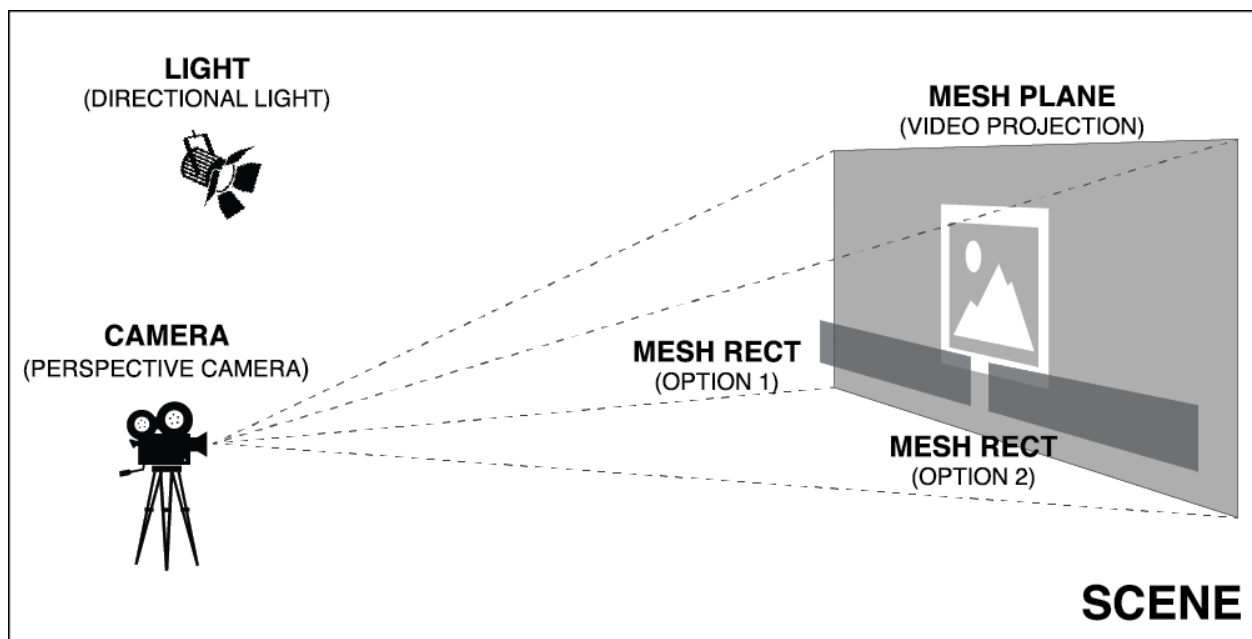 LIGHT
(DIRECTIONAL LIGHT)
MESH PLANE
(VIDEO PROJECTION)
CAMERA
(PERSPECTIVE CAMERA)
MESH RECT
(OPTION 1)
MESH RECT
(OPTION 2)
SCENE